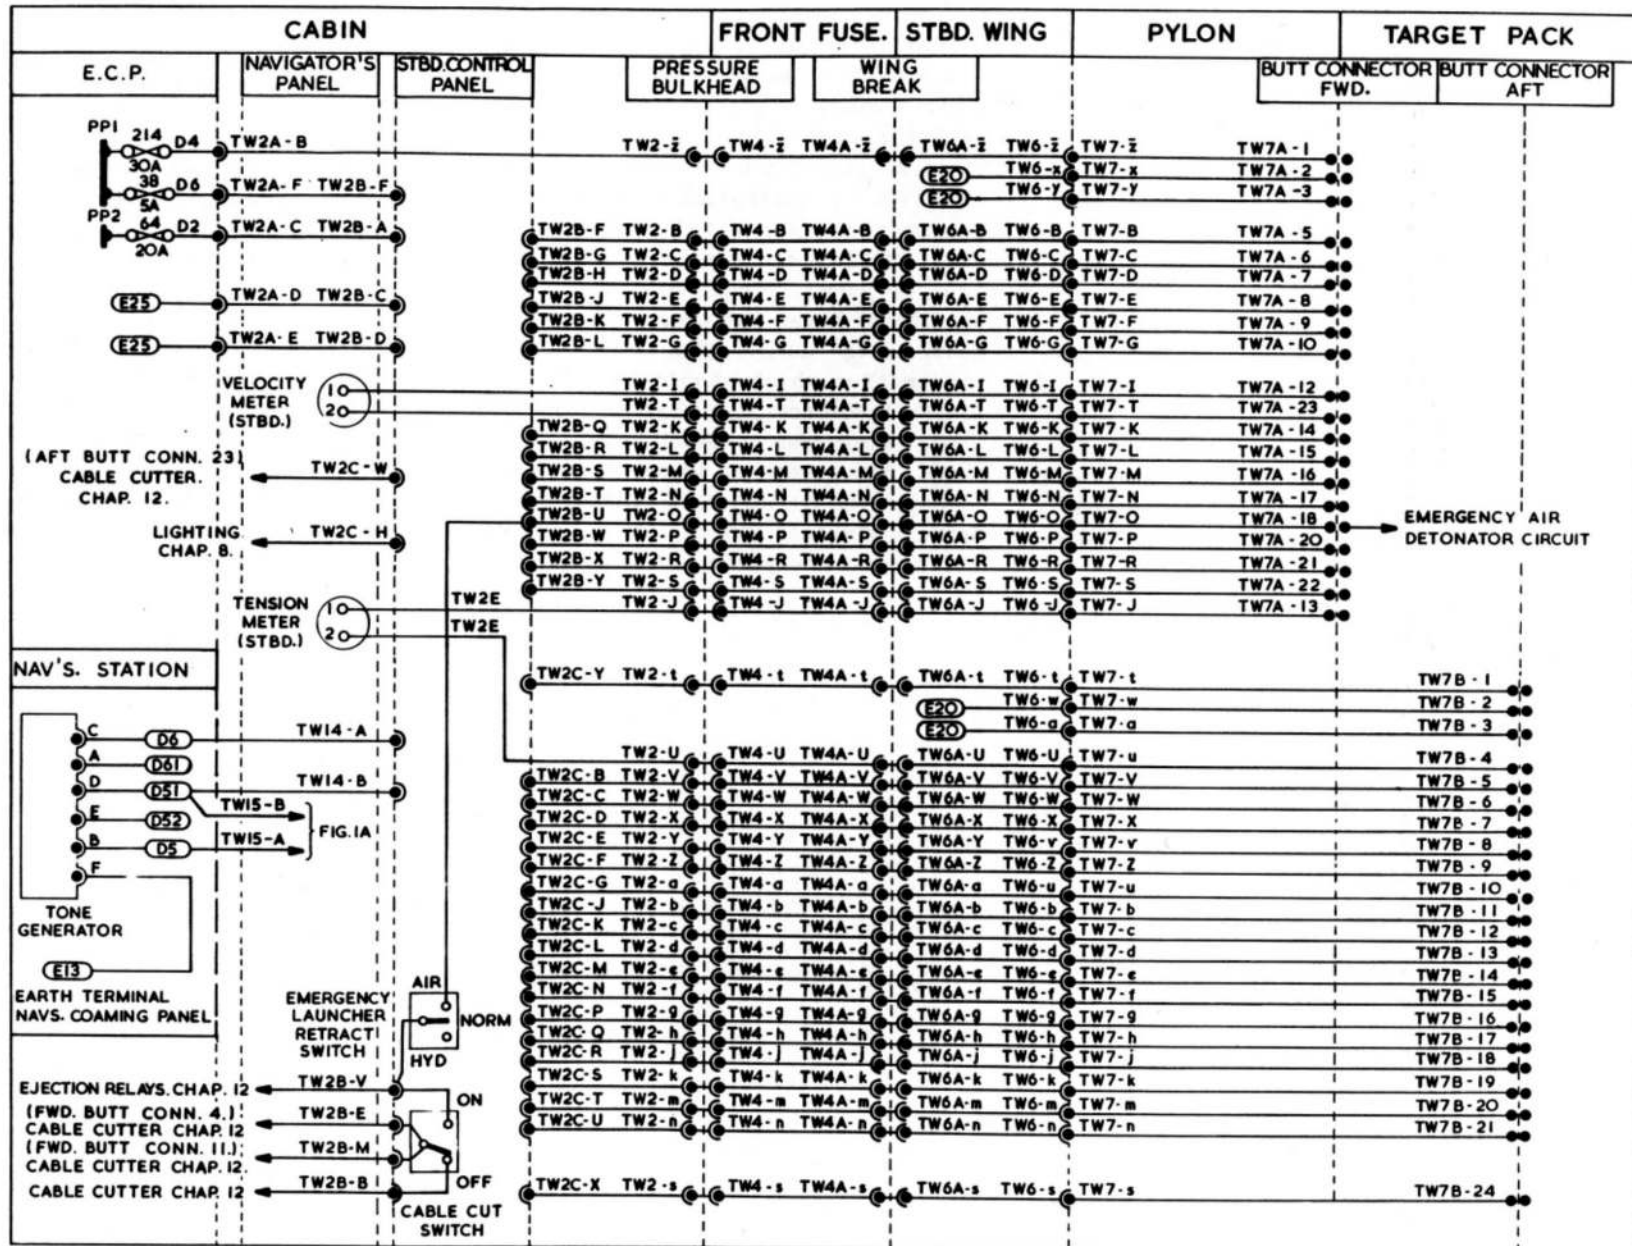 CABIN FRONT FUSE. STBD. WING PYLON TARGET PACK
E.C.P. NAVIGATOR'S PANEL STBD. CONTROL PANEL PRESSURE BULKHEAD WING BREAK BUTT CONNECTOR FWD. BUTT CONNECTOR AFT
PP1 214 D4 TW2A-B TW2-z̄ TW4-z̄ TW4A-z̄ TW6A-z̄ TW6-z̄ TW7-z̄ TW7A-1
30A E20 TW6-x TW7-x TW7A-2
38 D6 TW2A-F TW2B-F E20 TW6-y TW7-y TW7A-3
5A
PP2 64 D2 TW2A-C TW2B-A TW2B-F TW2-B TW4-B TW4A-B TW6A-B TW6-B TW7-B TW7A-5
20A TW2B-G TW2-C TW4-C TW4A-C TW6A-C TW6-C TW7-C TW7A-6
TW2B-H TW2-D TW4-D TW4A-D TW6A-D TW6-D TW7-D TW7A-7
E25 TW2A-D TW2B-C TW2B-J TW2-E TW4-E TW4A-E TW6A-E TW6-E TW7-E TW7A-8
TW2B-K TW2-F TW4-F TW4A-F TW6A-F TW6-F TW7-F TW7A-9
E25 TW2A-E TW2B-D TW2B-L TW2-G TW4-G TW4A-G TW6A-G TW6-G TW7-G TW7A-10
VELOCITY METER (STBD.) 1 TW2-I TW4-I TW4A-I TW6A-I TW6-I TW7-I TW7A-12
2 TW2-T TW4-T TW4A-T TW6A-T TW6-T TW7-T TW7A-23
TW2B-Q TW2-K TW4-K TW4A-K TW6A-K TW6-K TW7-K TW7A-14
(AFT BUTT CONN. 23) TW2B-R TW2-L TW4-L TW4A-L TW6A-L TW6-L TW7-L TW7A-15
CABLE CUTTER. TW2C-W TW2B-S TW2-M TW4-M TW4A-M TW6A-M TW6-M TW7-M TW7A-16
CHAP. 12. TW2B-T TW2-N TW4-N TW4A-N TW6A-N TW6-N TW7-N TW7A-17
TW2B-U TW2-O TW4-O TW4A-O TW6A-O TW6-O TW7-O TW7A-18 EMERGENCY AIR
LIGHTING TW2C-H TW2B-W TW2-P TW4-P TW4A-P TW6A-P TW6-P TW7-P TW7A-20 DETONATOR CIRCUIT
CHAP. 8. TW2B-X TW2-R TW4-R TW4A-R TW6A-R TW6-R TW7-R TW7A-21
TW2B-Y TW2-S TW4-S TW4A-S TW6A-S TW6-S TW7-S TW7A-22
TENSION METER (STBD.) 1 TW2E TW2-J TW4-J TW4A-J TW6A-J TW6-J TW7-J TW7A-13
2 TW2E
NAV'S. STATION TW2C-Y TW2-t TW4-t TW4A-t TW6A-t TW6-t TW7-t TW7B-1
E20 TW6-w TW7-w TW7B-2
C D6 TW14-A E20 TW6-a TW7-a TW7B-3
A D61 TW2-U TW4-U TW4A-U TW6A-U TW6-U TW7-u TW7B-4
D D51 TW14-B TW2C-B TW2-V TW4-V TW4A-V TW6A-V TW6-V TW7-V TW7B-5
TW15-B TW2C-C TW2-W TW4-W TW4A-W TW6A-W TW6-W TW7-W TW7B-6
E D52 FIG.1A TW2C-D TW2-X TW4-X TW4A-X TW6A-X TW6-X TW7-X TW7B-7
B D5 TW15-A TW2C-E TW2-Y TW4-Y TW4A-Y TW6A-Y TW6-v TW7-v TW7B-8
F TW2C-F TW2-Z TW4-Z TW4A-Z TW6A-Z TW6-Z TW7-Z TW7B-9
TW2C-G TW2-a TW4-a TW4A-a TW6A-a TW6-u TW7-u TW7B-10
TONE TW2C-J TW2-b TW4-b TW4A-b TW6A-b TW6-b TW7-b TW7B-11
GENERATOR TW2C-K TW2-c TW4-c TW4A-c TW6A-c TW6-c TW7-c TW7B-12
TW2C-L TW2-d TW4-d TW4A-d TW6A-d TW6-d TW7-d TW7B-13
E13 TW2C-M TW2-e TW4-e TW4A-e TW6A-e TW6-e TW7-e TW7B-14
EARTH TERMINAL EMERGENCY AIR TW2C-N TW2-f TW4-f TW4A-f TW6A-f TW6-f TW7-f TW7B-15
NAVS. COAMING PANEL LAUNCHER NORM TW2C-P TW2-g TW4-g TW4A-g TW6A-g TW6-g TW7-g TW7B-16
RETRACT TW2C-Q TW2-h TW4-h TW4A-h TW6A-h TW6-h TW7-h TW7B-17
SWITCH HYD TW2C-R TW2-j TW4-j TW4A-j TW6A-j TW6-j TW7-j TW7B-18
EJECTION RELAYS. CHAP. 12 TW2B-V TW2C-S TW2-k TW4-k TW4A-k TW6A-k TW6-k TW7-k TW7B-19
(FWD. BUTT CONN. 4.) TW2B-E ON TW2C-T TW2-m TW4-m TW4A-m TW6A-m TW6-m TW7-m TW7B-20
CABLE CUTTER CHAP. 12 TW2C-U TW2-n TW4-n TW4A-n TW6A-n TW6-n TW7-n TW7B-21
(FWD. BUTT CONN. 11.) TW2B-M
CABLE CUTTER CHAP. 12.
CABLE CUTTER CHAP. 12 TW2B-B OFF TW2C-X TW2-s TW4-s TW4A-s TW6A-s TW6-s TW7-s TW7B-24
CABLE CUT
SWITCH